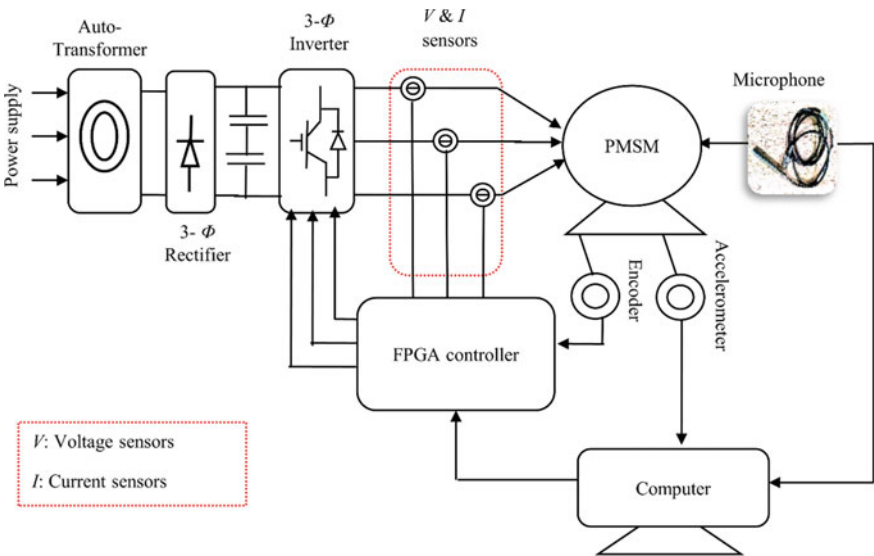 Auto-
Transformer
3-Φ
Inverter
V & I
sensors
Microphone
Power supply
PMSM
3- Φ
Rectifier
Encoder
Accelerometer
FPGA controller
V: Voltage sensors
I: Current sensors
Computer